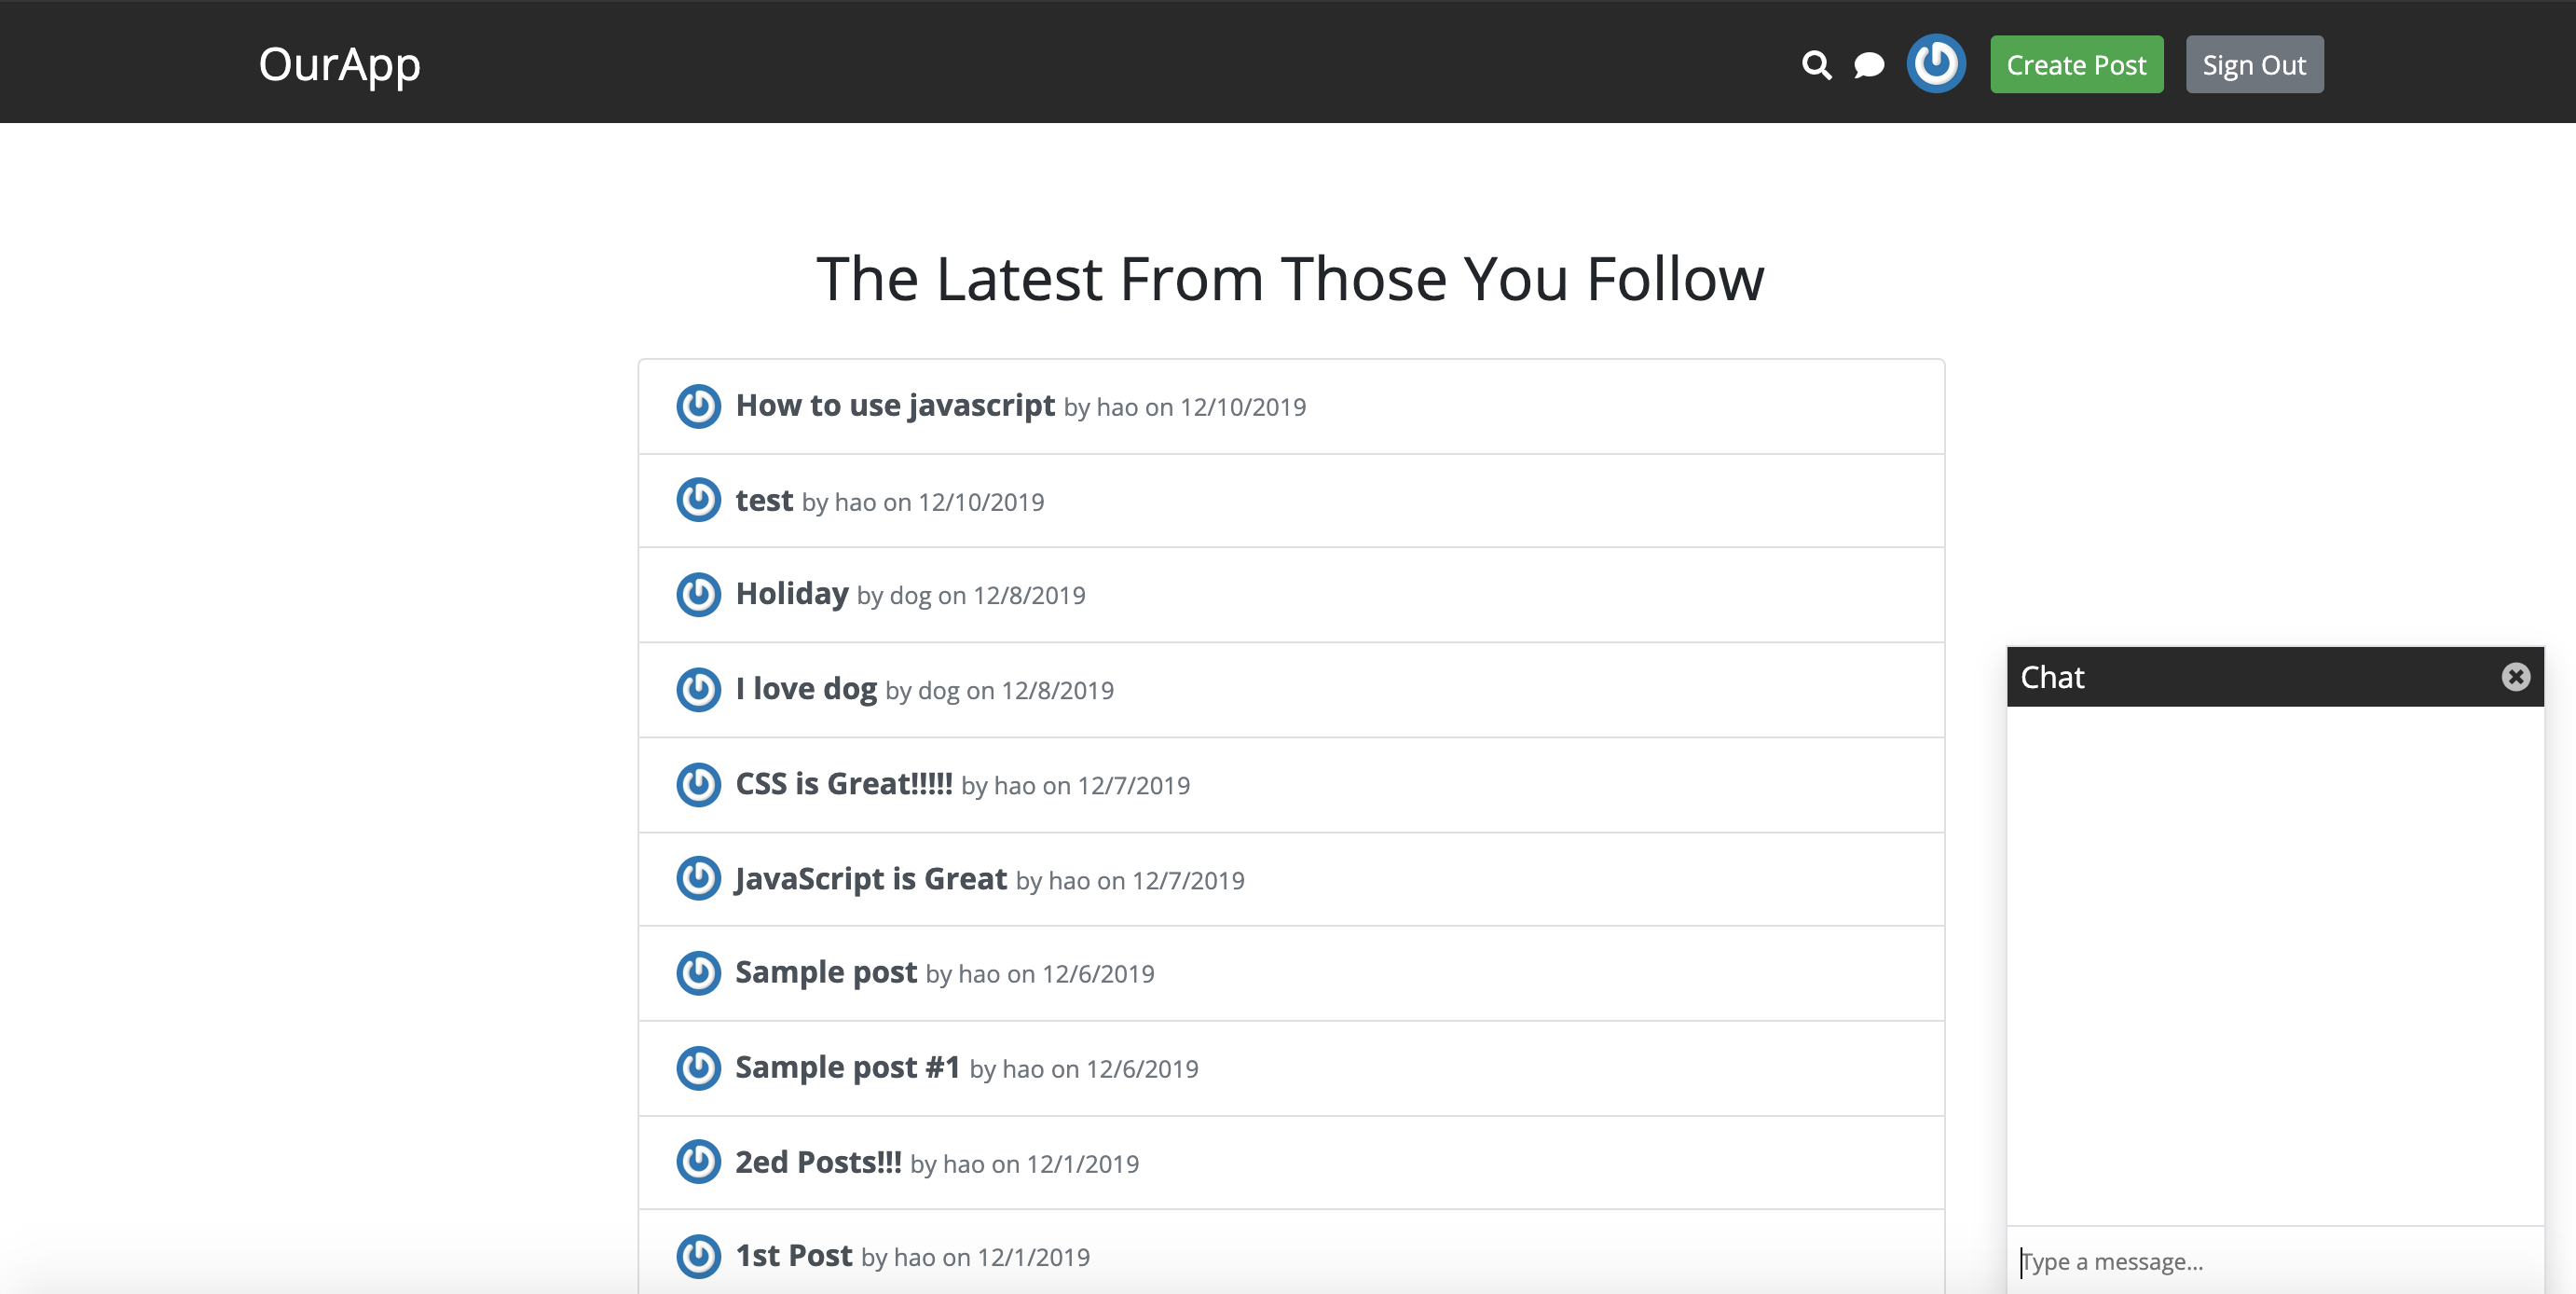 OurApp
Create Post
Sign Out
The Latest From Those You Follow
How to use javascript by hao on 12/10/2019
test by hao on 12/10/2019
Holiday by dog on 12/8/2019
I love dog by dog on 12/8/2019
CSS is Great!!!!! by hao on 12/7/2019
JavaScript is Great by hao on 12/7/2019
Sample post by hao on 12/6/2019
Sample post #1 by hao on 12/6/2019
2ed Posts!!! by hao on 12/1/2019
1st Post by hao on 12/1/2019
Chat
Type a message...